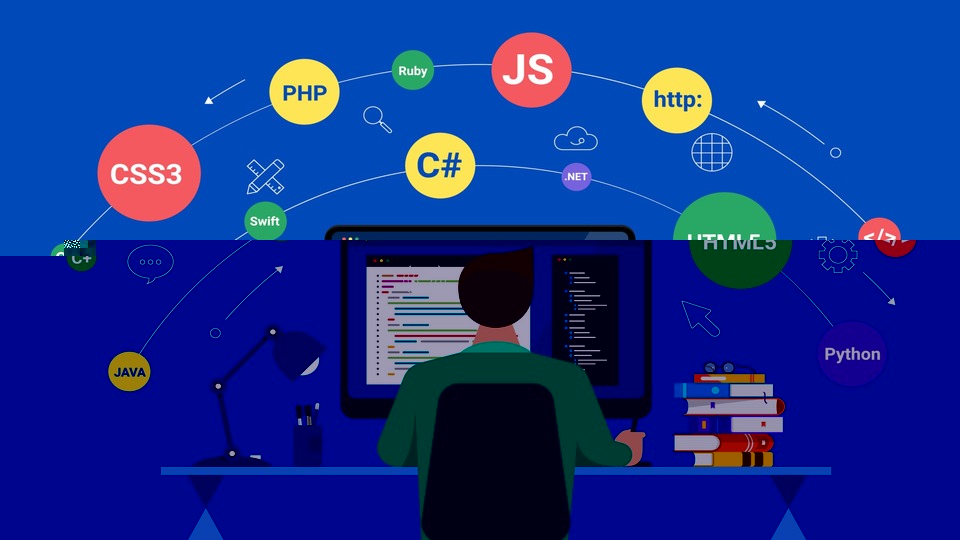 JS
Ruby
PHP
http:
C#
CSS3
.NET
Swift
</>
HTML5
C+
Python
JAVA